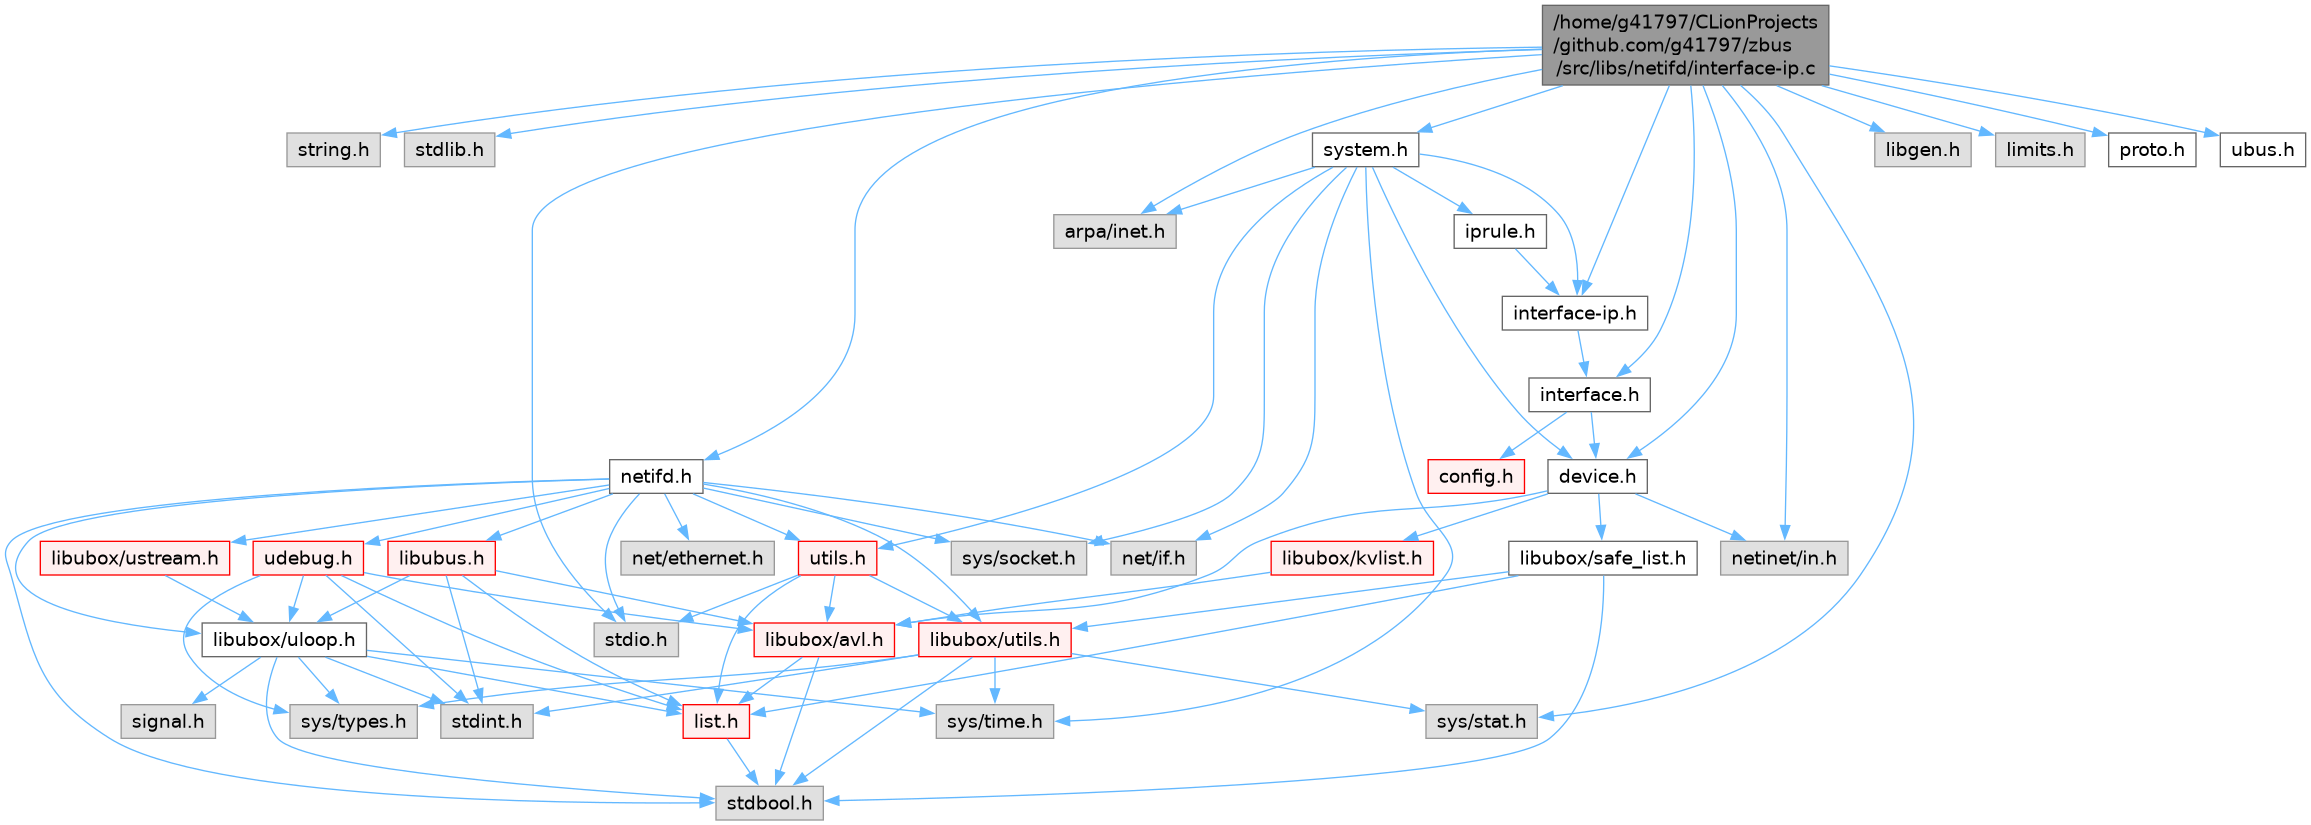 /home/g41797/CLionProjects
/github.com/g41797/zbus
/src/libs/netifd/interface-ip.c
string.h
stdlib.h
system.h
libgen.h
limits.h
proto.h
ubus.h
arpa/inet.h
iprule.h
interface-ip.h
interface.h
netifd.h
config.h
device.h
libubox/ustream.h
udebug.h
libubus.h
net/ethernet.h
utils.h
sys/socket.h
net/if.h
libubox/kvlist.h
libubox/safe_list.h
netinet/in.h
libubox/uloop.h
stdio.h
libubox/avl.h
libubox/utils.h
signal.h
sys/types.h
stdint.h
list.h
sys/time.h
sys/stat.h
stdbool.h